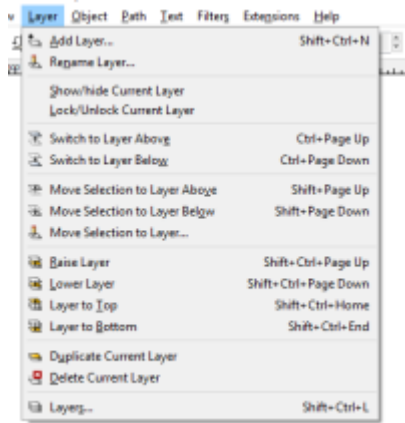 Layer Object Path Text Filters Extensions Help
Add Layer... Shift+Ctrl+N
Rename Layer...
Show/hide Current Layer
Lock/Unlock Current Layer
Switch to Layer Above Ctrl+Page Up
Switch to Layer Below Ctrl+Page Down
Move Selection to Layer Above Shift+Page Up
Move Selection to Layer Below Shift+Page Down
Move Selection to Layer...
Raise Layer Shift+Ctrl+Page Up
Lower Layer Shift+Ctrl+Page Down
Layer to Top Shift+Ctrl+Home
Layer to Bottom Shift+Ctrl+End
Duplicate Current Layer
Delete Current Layer
Layers... Shift+Ctrl+L